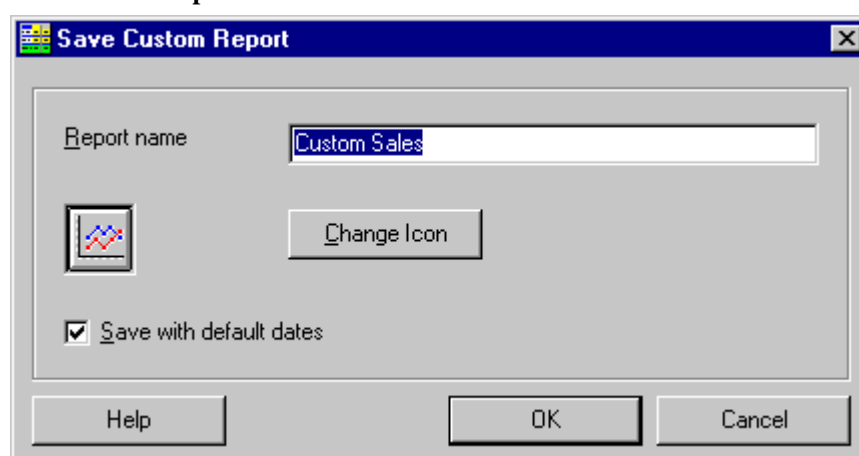 Save Custom Report
Report name
Custom Sales
Change Icon
Save with default dates
Help
OK
Cancel